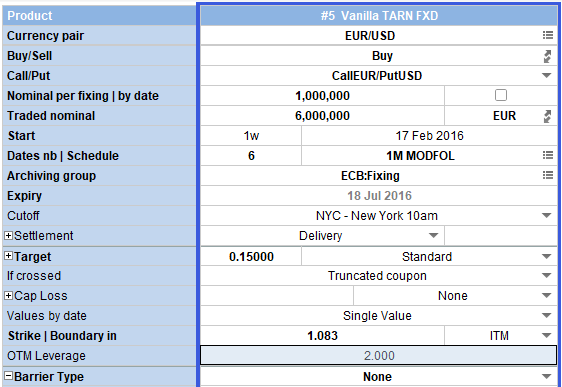 Product #5 Vanilla TARN FXD
Currency pair EUR/USD
Buy/Sell Buy
Call/Put CallEUR/PutUSD
Nominal per fixing | by date 1,000,000
Traded nominal 6,000,000 EUR
Start 1w 17 Feb 2016
Dates nb | Schedule 6 1M MODFOL
Archiving group ECB:Fixing
Expiry 18 Jul 2016
Cutoff NYC - New York 10am
Settlement Delivery
Target 0.15000 Standard
If crossed Truncated coupon
Cap Loss None
Values by date Single Value
Strike | Boundary in 1.083 ITM
OTM Leverage 2.000
Barrier Type None